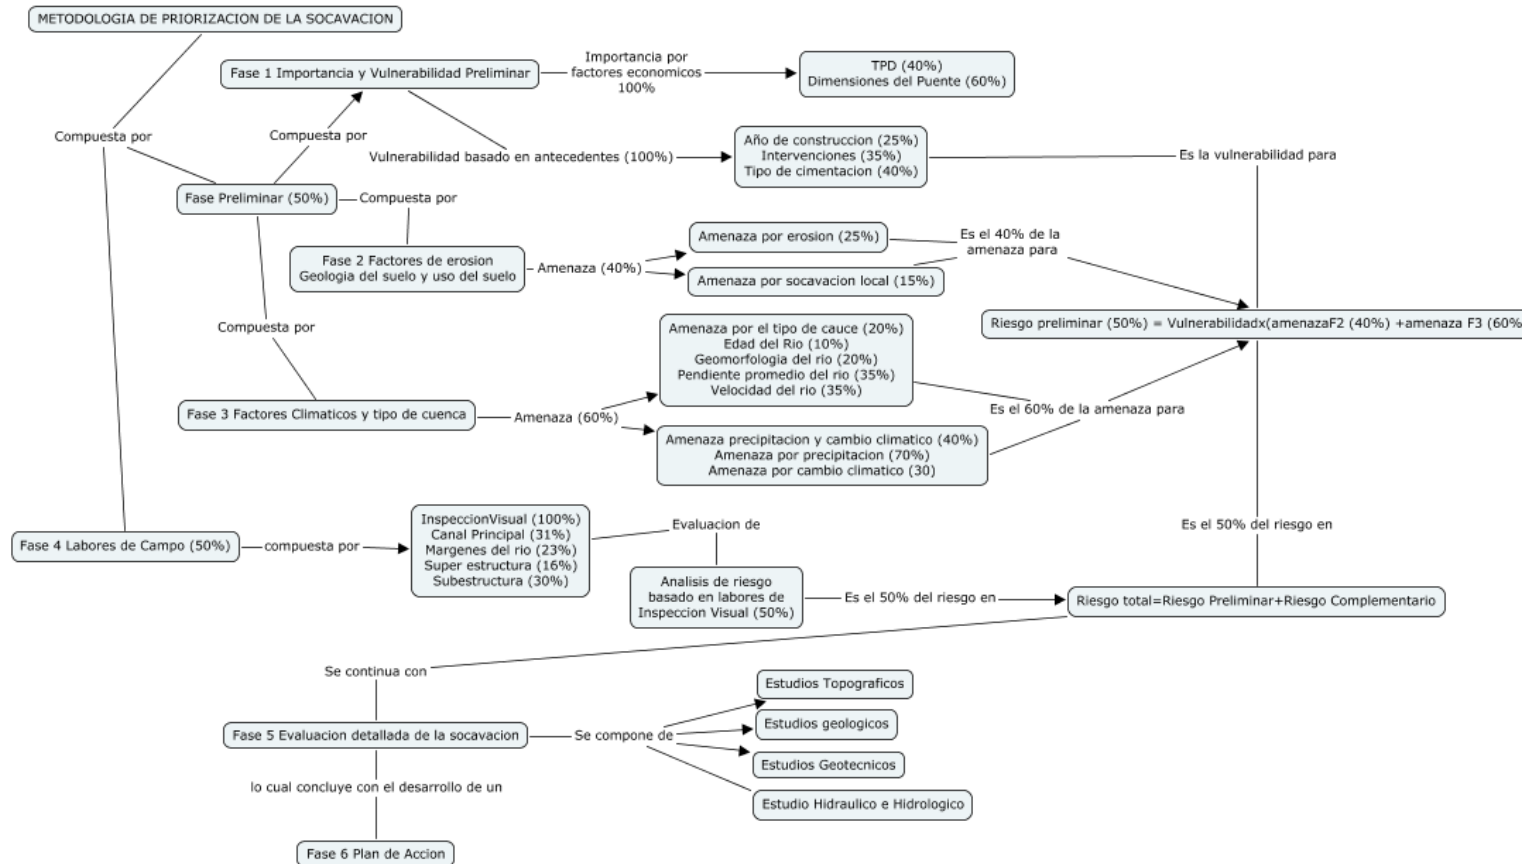 METODOLOGIA DE PRIORIZACION DE LA SOCAVACION
Compuesta por
Fase Preliminar (50%)
Compuesta por
Fase 1 Importancia y Vulnerabilidad Preliminar
Importancia por
factores economicos
100%
TPD (40%)
Dimensiones del Puente (60%)
Vulnerabilidad basado en antecedentes (100%)
Año de construccion (25%)
Intervenciones (35%)
Tipo de cimentacion (40%)
Es la vulnerabilidad para
Compuesta por
Fase 2 Factores de erosion
Geologia del suelo y uso del suelo
Amenaza (40%)
Amenaza por erosion (25%)
Amenaza por socavacion local (15%)
Es el 40% de la
amenaza para
Riesgo preliminar (50%) = Vulnerabilidadx(amenazaF2 (40%) +amenaza F3 (60%
Compuesta por
Fase 3 Factores Climaticos y tipo de cuenca
Amenaza (60%)
Amenaza por el tipo de cauce (20%)
Edad del Rio (10%)
Geomorfologia del rio (20%)
Pendiente promedio del rio (35%)
Velocidad del rio (35%)
Amenaza precipitacion y cambio climatico (40%)
Amenaza por precipitacion (70%)
Amenaza por cambio climatico (30)
Es el 60% de la amenaza para
Es el 50% del riesgo en
Fase 4 Labores de Campo (50%)
compuesta por
InspeccionVisual (100%)
Canal Principal (31%)
Margenes del rio (23%)
Super estructura (16%)
Subestructura (30%)
Evaluacion de
Analisis de riesgo
basado en labores de
Inspeccion Visual (50%)
Es el 50% del riesgo en
Riesgo total=Riesgo Preliminar+Riesgo Complementario
Se continua con
Fase 5 Evaluacion detallada de la socavacion
Se compone de
Estudios Topograficos
Estudios geologicos
Estudios Geotecnicos
Estudio Hidraulico e Hidrologico
lo cual concluye con el desarrollo de un
Fase 6 Plan de Accion